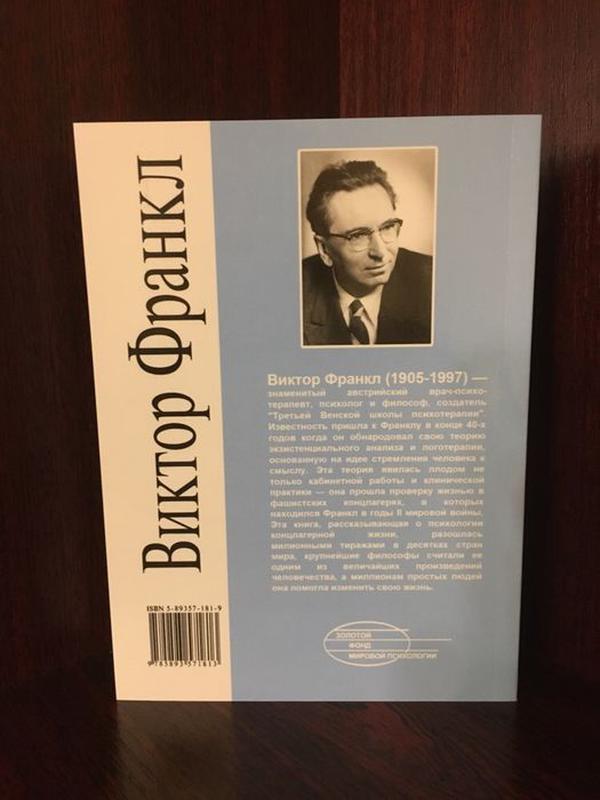 Виктор Франкл
Виктор Франкл (1905-1997) —
знаменитый австрийский врач-психо-
терапевт, психолог и философ, создатель
"Третьей Венской школы психотерапии".
Известность пришла к Франклу в конце 40-х
годов когда он обнародовал свою теорию
экзистенциального анализа и логотерапии,
основанную на идее стремления человека к
смыслу. Эта теория явилась плодом не
только кабинетной работы и клинической
практики — она прошла проверку жизнью в
фашистских концлагерях, в которых
находился Франкл в годы II мировой войны.
Эта книга, рассказывающая о психологии
концлагерной жизни, разошлась
милионными тиражами в десятках стран
мира, крупнейшие философы считали ее
одним из величайших произведений
человечества, а миллионам простых людей
она помогла изменить свою жизнь.
ISBN 5-89357-181-9
9 785893 571813
ЗОЛОТОЙ
ФОНД
МИРОВОЙ ПСИХОЛОГИИ